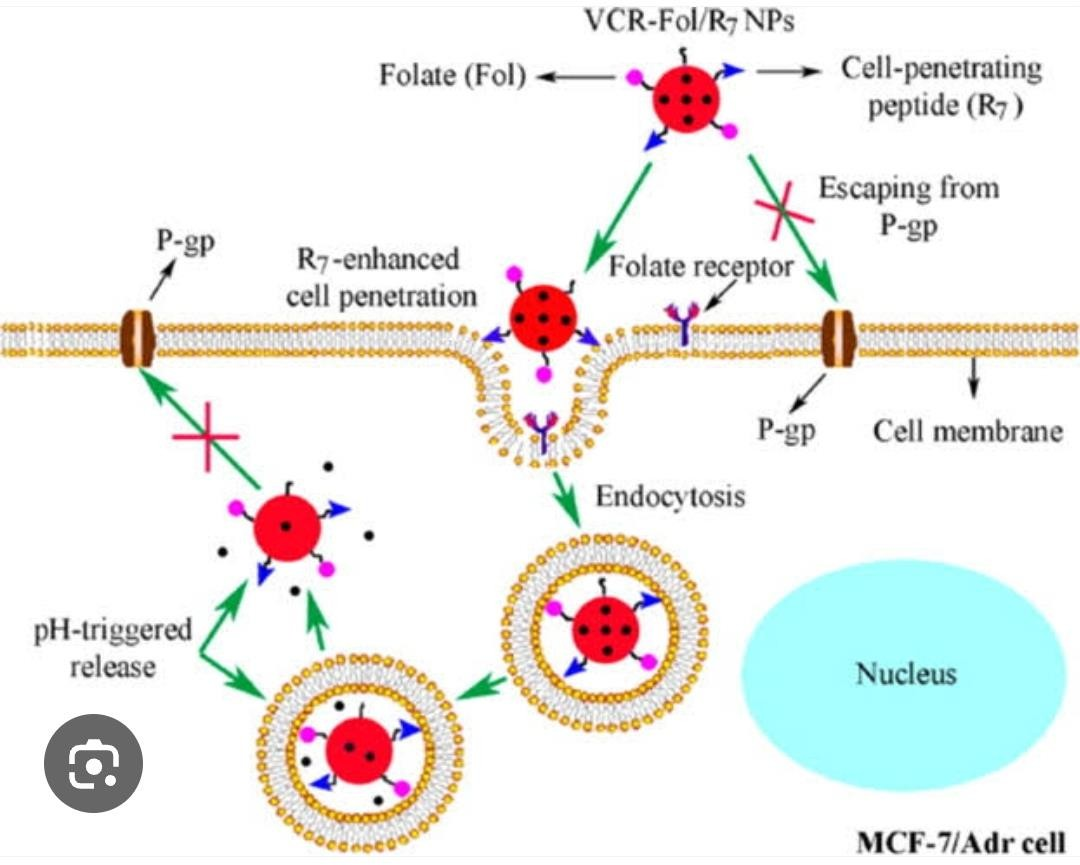 VCR-Fol/R7 NPs
Folate (Fol)
Cell-penetrating
peptide (R7 )
Escaping from
P-gp
P-gp
R7-enhanced
cell penetration
Folate receptor
P-gp
Cell membrane
Endocytosis
pH-triggered
release
Nucleus
MCF-7/Adr cell